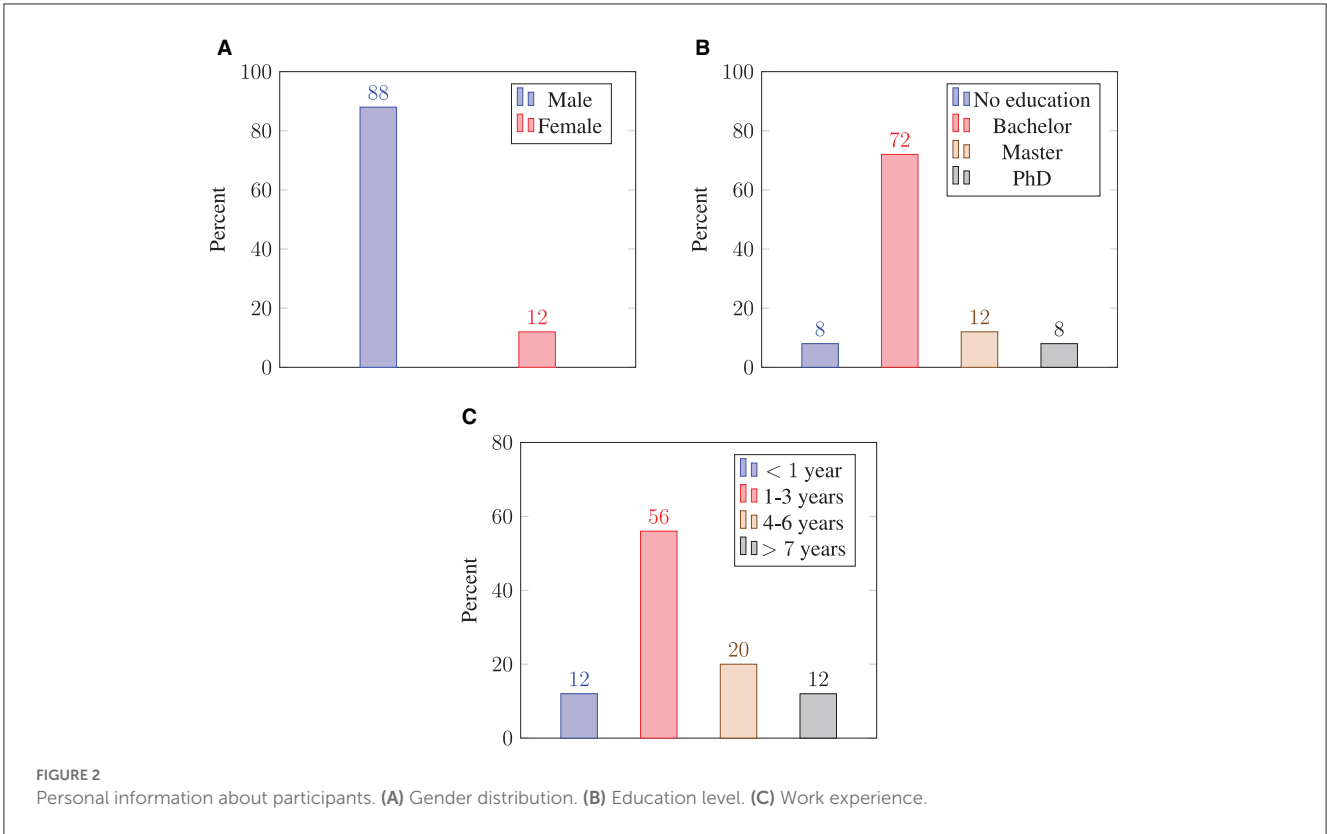 A
Percent
100
80
60
40
20
0
88
12
Male
Female
B
Percent
100
80
60
40
20
0
8
72
12
8
No education
Bachelor
Master
PhD
C
Percent
80
60
40
20
0
12
56
20
12
< 1 year
1-3 years
4-6 years
> 7 years
FIGURE 2
Personal information about participants. (A) Gender distribution. (B) Education level. (C) Work experience.